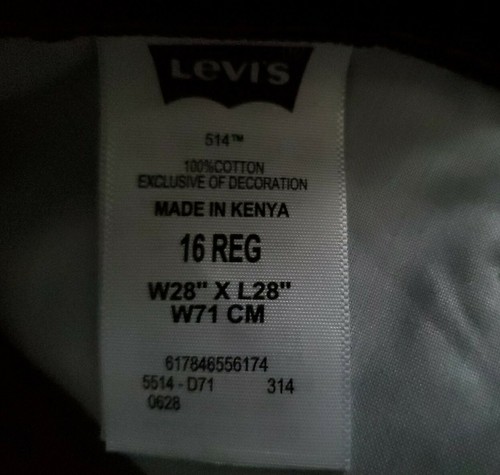 LEVI'S
514™
100%COTTON
EXCLUSIVE OF DECORATION
MADE IN KENYA
16 REG
W28" X L28"
W71 CM
617846556174
5514 - D71 314
0628